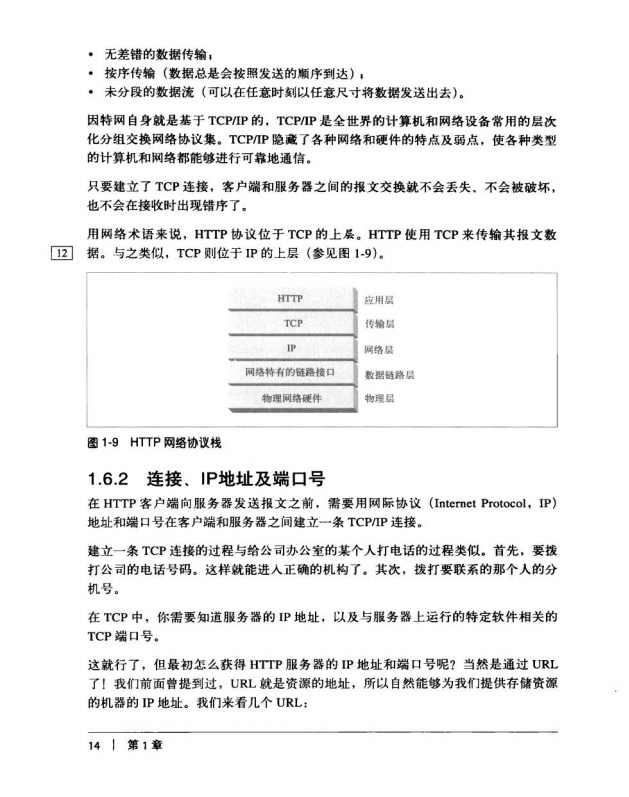 • 无差错的数据传输；
• 按序传输（数据总是会按照发送的顺序到达）；
• 未分段的数据流（可以在任意时刻以任意尺寸将数据发送出去）。
因特网自身就是基于 TCP/IP 的，TCP/IP 是全世界的计算机和网络设备常用的层次
化分组交换网络协议集。TCP/IP 隐藏了各种网络和硬件的特点及弱点，使各种类型
的计算机和网络都能够进行可靠地通信。
只要建立了 TCP 连接，客户端和服务器之间的报文交换就不会丢失、不会被破坏，
也不会在接收时出现错序了。
用网络术语来说，HTTP 协议位于 TCP 的上层。HTTP 使用 TCP 来传输其报文数
12 据。与之类似，TCP 则位于 IP 的上层（参见图 1-9）。
HTTP 应用层
TCP 传输层
IP 网络层
网络特有的链路接口 数据链路层
物理网络硬件 物理层
图 1-9 HTTP 网络协议栈
1.6.2 连接、IP地址及端口号
在 HTTP 客户端向服务器发送报文之前，需要用网际协议（Internet Protocol，IP）
地址和端口号在客户端和服务器之间建立一条 TCP/IP 连接。
建立一条 TCP 连接的过程与给公司办公室的某个人打电话的过程类似。首先，要拨
打公司的电话号码。这样就能进入正确的机构了。其次，拨打要联系的那个人的分
机号。
在 TCP 中，你需要知道服务器的 IP 地址，以及与服务器上运行的特定软件相关的
TCP 端口号。
这就行了，但最初怎么获得 HTTP 服务器的 IP 地址和端口号呢？当然是通过 URL
了！我们前面曾提到过，URL 就是资源的地址，所以自然能够为我们提供存储资源
的机器的 IP 地址。我们来看几个 URL：
14 | 第 1 章